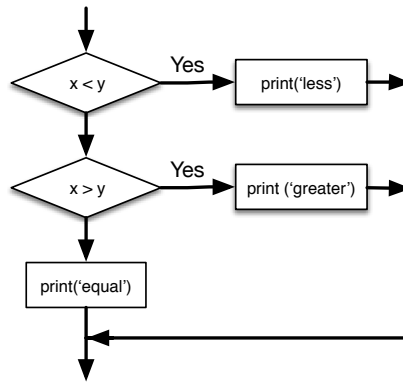 Yes
x < y
print(‘less’)
Yes
x > y
print (‘greater’)
print(‘equal’)